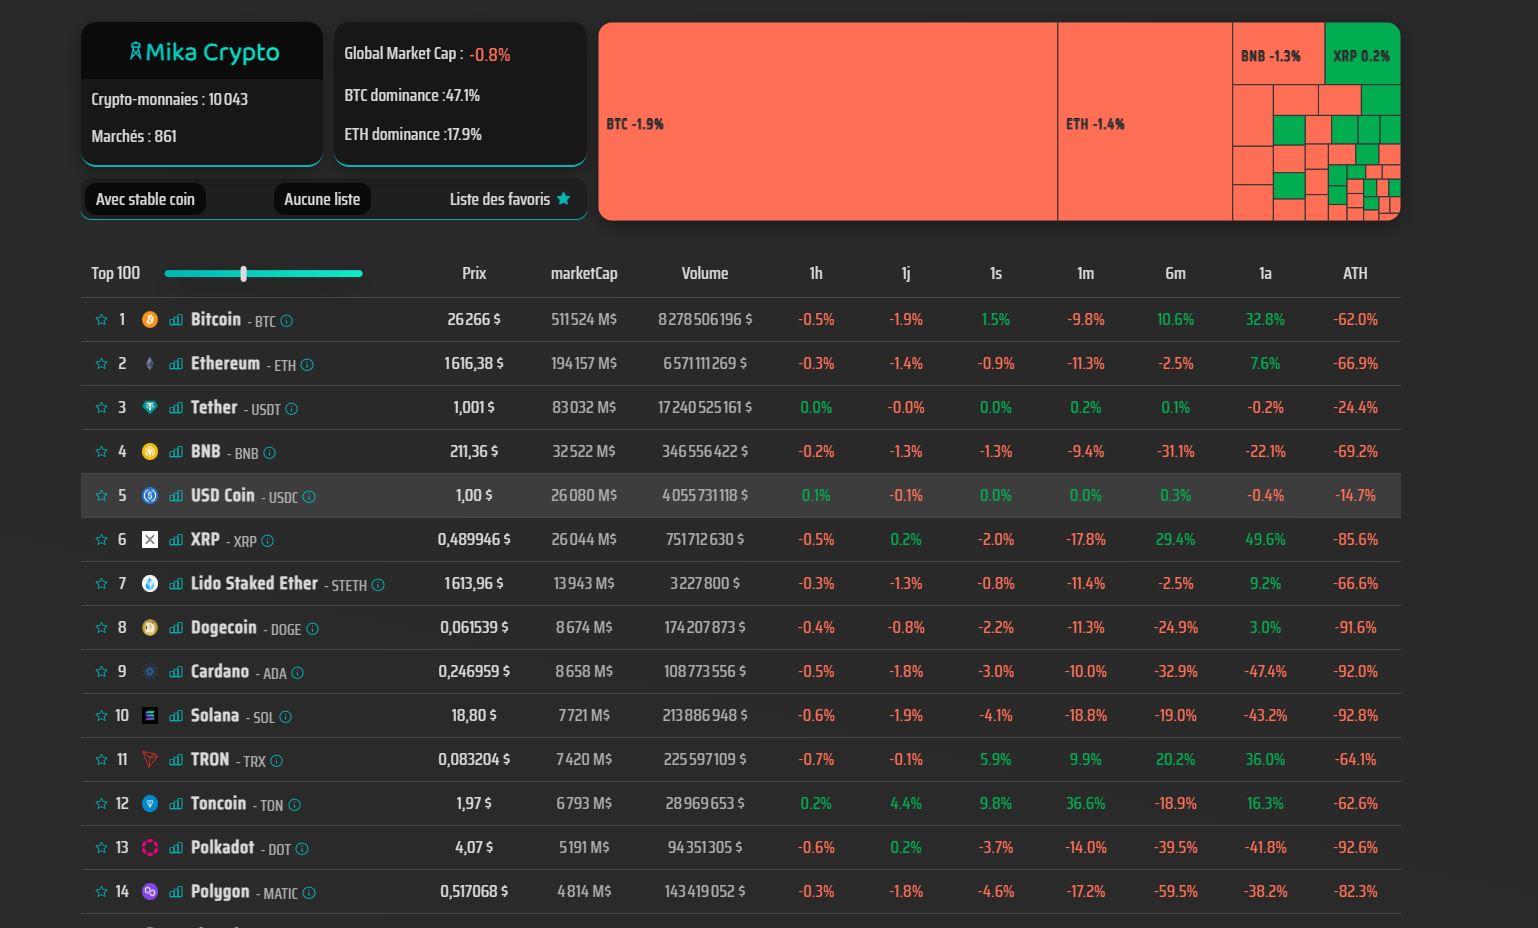 Mika Crypto
Crypto-monnaies : 10 043
Marchés : 861
Global Market Cap : -0.8%
BTC dominance :47.1%
ETH dominance :17.9%
Avec stable coin Aucune liste Liste des favoris
BTC -1.9%
ETH -1.4%
BNB -1.3%
XRP 0.2%
Top 100 Prix marketCap Volume 1h 1j 1s 1m 6m 1a ATH
1 Bitcoin - BTC 26 266 $ 511 524 M$ 8 278 506 196 $ -0.5% -1.9% 1.5% -9.8% 10.6% 32.8% -62.0%
2 Ethereum - ETH 1 616,38 $ 194 157 M$ 6 571 111 269 $ -0.3% -1.4% -0.9% -11.3% -2.5% 7.6% -66.9%
3 Tether - USDT 1,001 $ 83 032 M$ 17 240 525 161 $ 0.0% -0.0% 0.0% 0.2% 0.1% -0.2% -24.4%
4 BNB - BNB 211,36 $ 32 522 M$ 346 556 422 $ -0.2% -1.3% -1.3% -9.4% -31.1% -22.1% -69.2%
5 USD Coin - USDC 1,00 $ 26 080 M$ 4 055 731 118 $ 0.1% -0.1% 0.0% 0.0% 0.3% -0.4% -14.7%
6 XRP - XRP 0,489946 $ 26 044 M$ 751 712 630 $ -0.5% 0.2% -2.0% -17.8% 29.4% 49.6% -85.6%
7 Lido Staked Ether - STETH 1 613,96 $ 13 943 M$ 3 227 800 $ -0.3% -1.3% -0.8% -11.4% -2.5% 9.2% -66.6%
8 Dogecoin - DOGE 0,061539 $ 8 674 M$ 174 207 873 $ -0.4% -0.8% -2.2% -11.3% -24.9% 3.0% -91.6%
9 Cardano - ADA 0,246959 $ 8 658 M$ 108 773 556 $ -0.5% -1.8% -3.0% -10.0% -32.9% -47.4% -92.0%
10 Solana - SOL 18,80 $ 7 721 M$ 213 886 948 $ -0.6% -1.9% -4.1% -18.8% -19.0% -43.2% -92.8%
11 TRON - TRX 0,083204 $ 7 420 M$ 225 597 109 $ -0.7% -0.1% 5.9% 9.9% 20.2% 36.0% -64.1%
12 Toncoin - TON 1,97 $ 6 793 M$ 28 969 653 $ 0.2% 4.4% 9.8% 36.6% -18.9% 16.3% -62.6%
13 Polkadot - DOT 4,07 $ 5 191 M$ 94 351 305 $ -0.6% 0.2% -3.7% -14.0% -39.5% -41.8% -92.6%
14 Polygon - MATIC 0,517068 $ 4 814 M$ 143 419 052 $ -0.3% -1.8% -4.6% -17.2% -59.5% -38.2% -82.3%